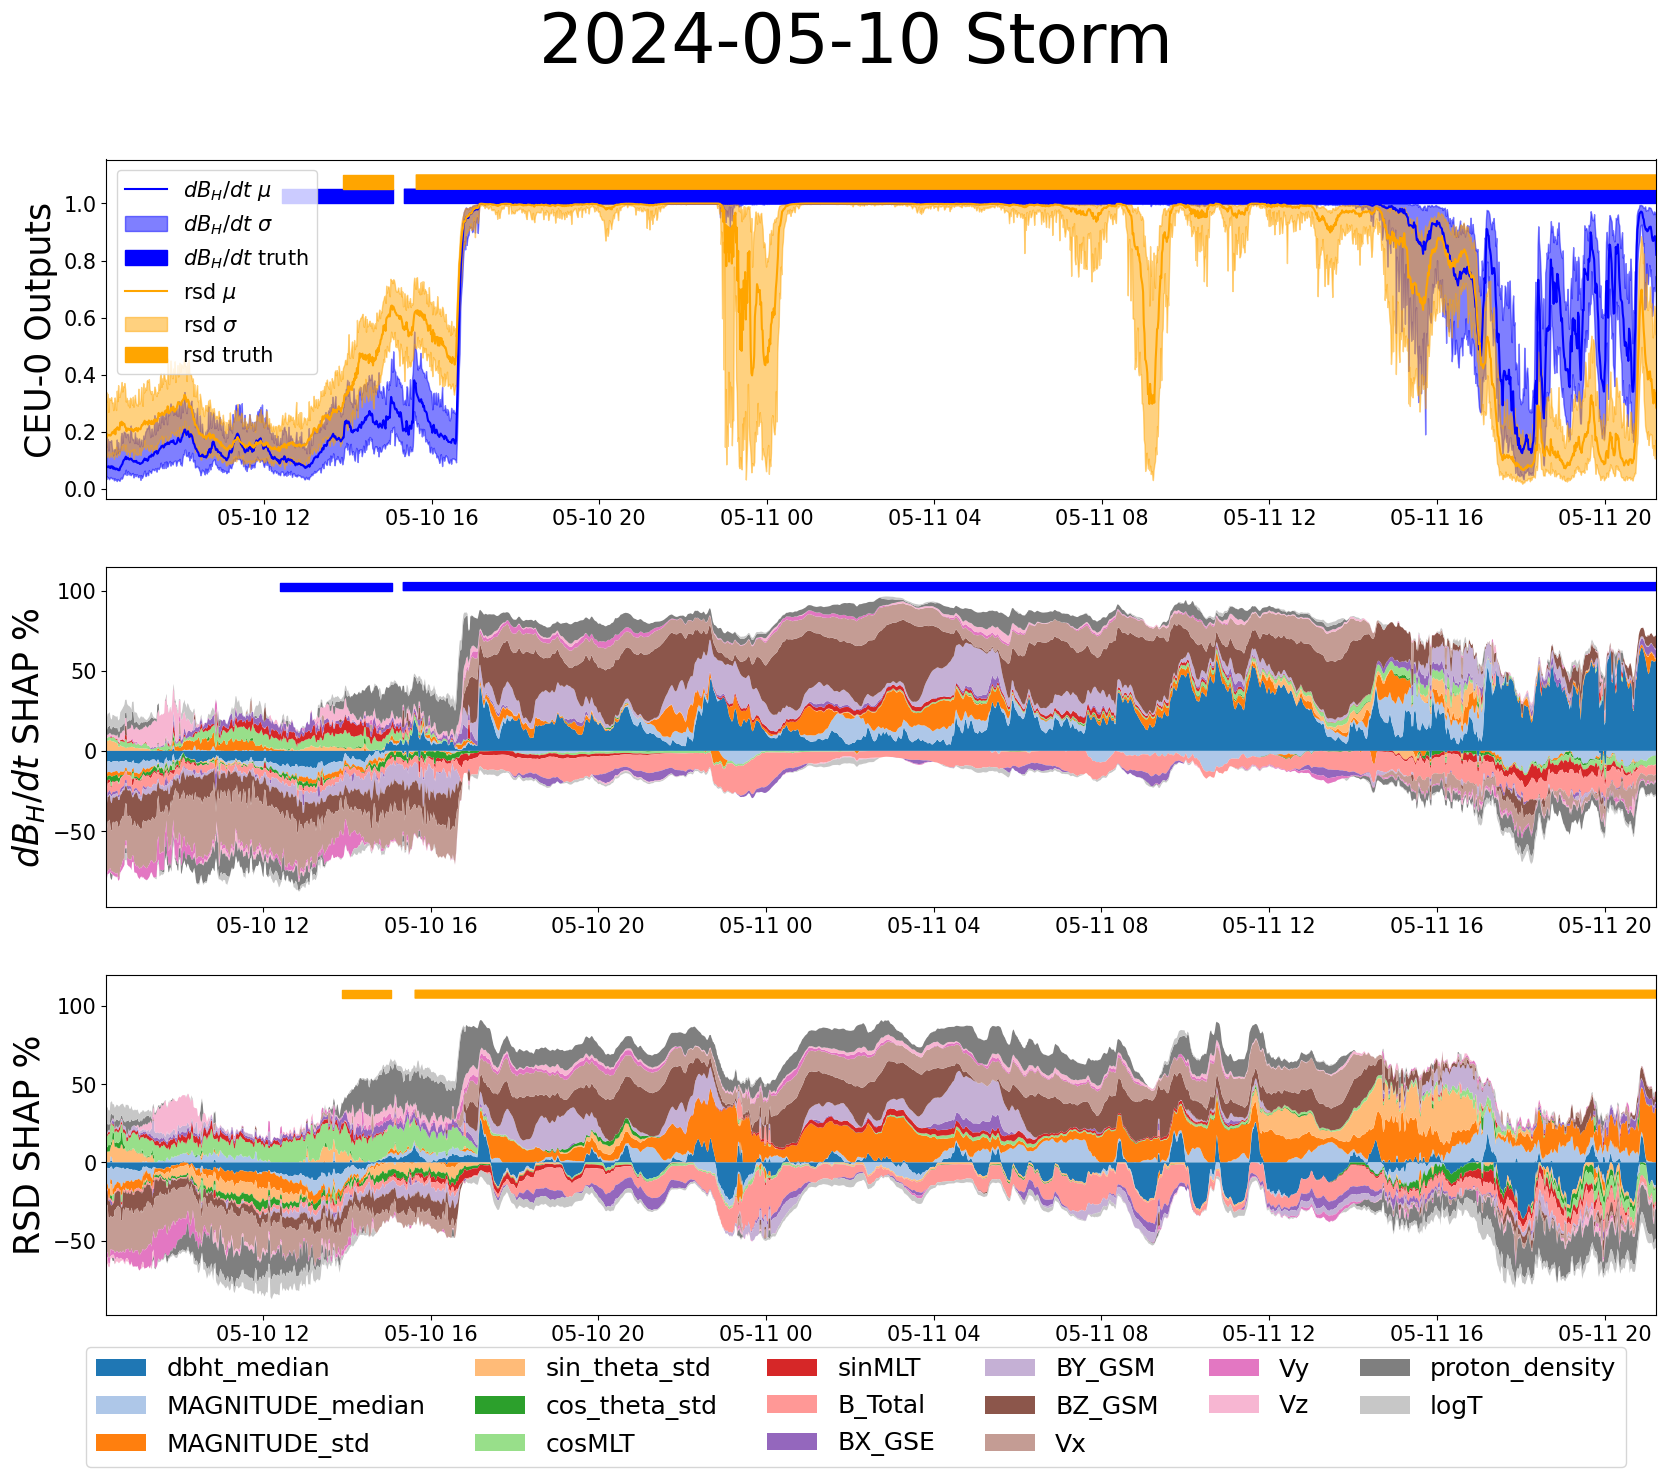 2024-05-10 Storm
CEU-0 Outputs
1.0
0.8
0.6
0.4
0.2
0.0
dB_H/dt μ
dB_H/dt σ
dB_H/dt truth
rsd μ
rsd σ
rsd truth
05-10 12 05-10 16 05-10 20 05-11 00 05-11 04 05-11 08 05-11 12 05-11 16 05-11 20
dB_H/dt SHAP %
100
50
0
−50
05-10 12 05-10 16 05-10 20 05-11 00 05-11 04 05-11 08 05-11 12 05-11 16 05-11 20
RSD SHAP %
100
50
0
−50
05-10 12 05-10 16 05-10 20 05-11 00 05-11 04 05-11 08 05-11 12 05-11 16 05-11 20
dbht_median sin_theta_std sinMLT BY_GSM Vy proton_density
MAGNITUDE_median cos_theta_std B_Total BZ_GSM Vz logT
MAGNITUDE_std cosMLT BX_GSE Vx